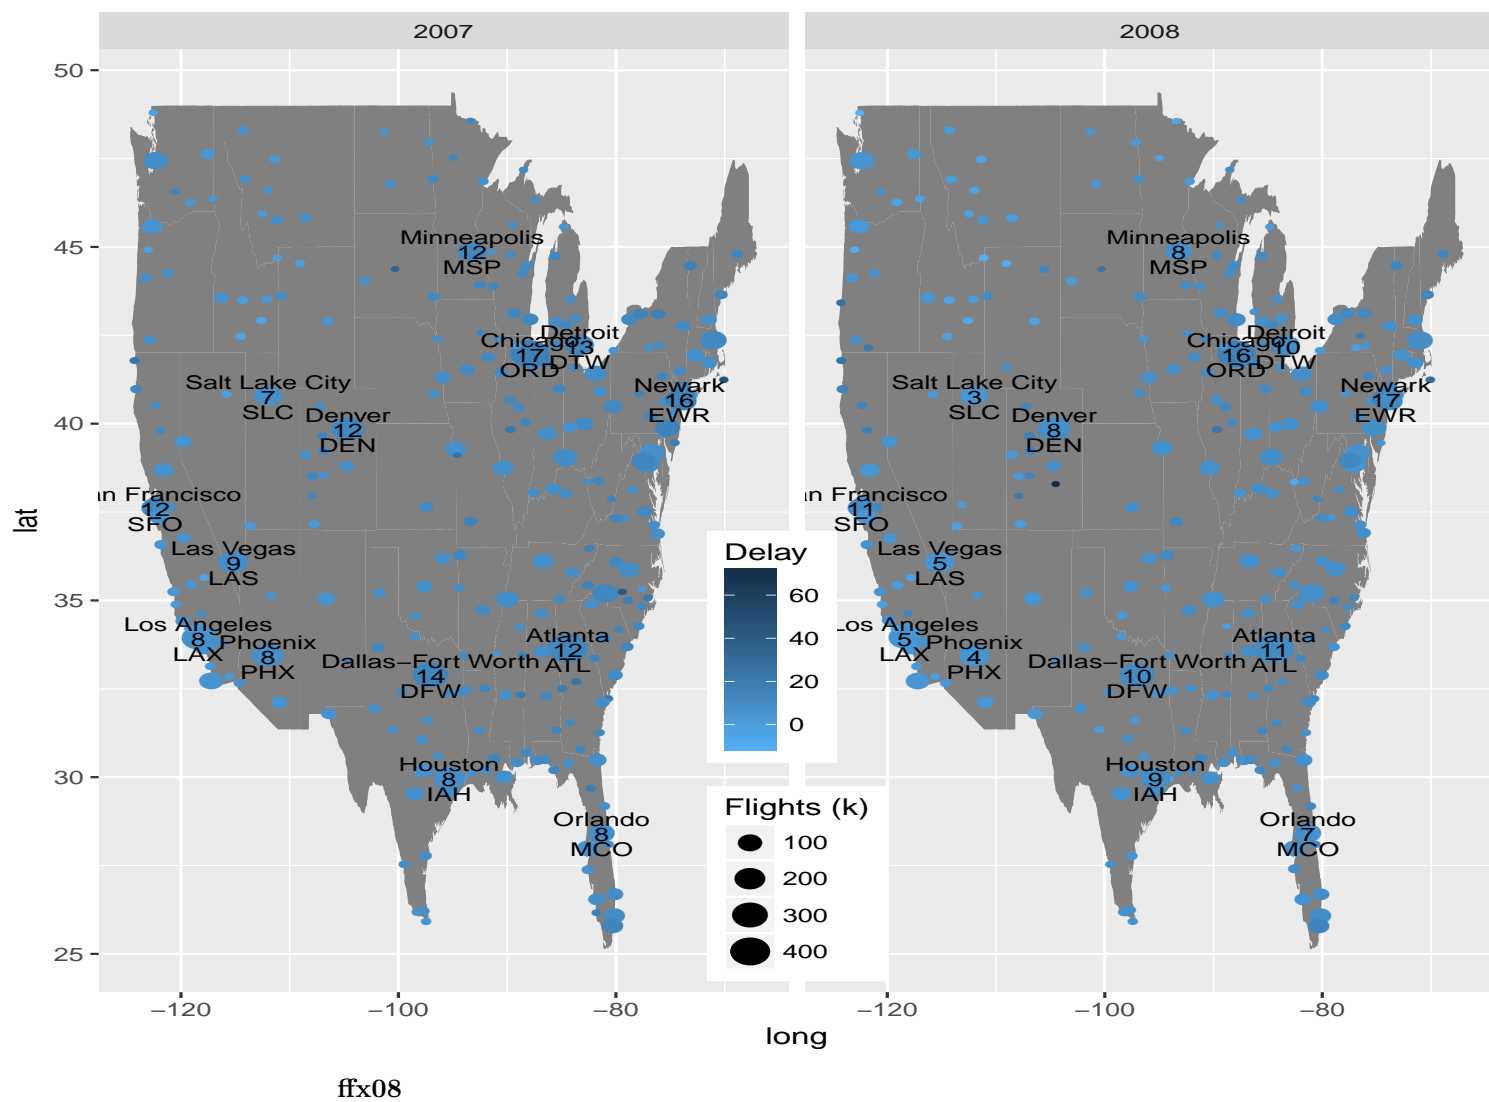 2007
2008
50
45
40
35
30
25
lat
Minneapolis
12
MSP
Detroit
13
DTW
Chicago
17
ORD
Salt Lake City
7
SLC
Denver
12
DEN
Newark
16
EWR
an Francisco
12
SFO
Las Vegas
9
LAS
Los Angeles
8
LAX
Phoenix
8
PHX
Dallas−Fort Worth
14
DFW
Atlanta
12
ATL
Houston
8
IAH
Orlando
8
MCO
Minneapolis
8
MSP
Detroit
10
DTW
Chicago
16
ORD
Salt Lake City
3
SLC
Denver
8
DEN
Newark
17
EWR
an Francisco
11
SFO
Las Vegas
5
LAS
Los Angeles
5
LAX
Phoenix
4
PHX
Dallas−Fort Worth
10
DFW
Atlanta
11
ATL
Houston
9
IAH
Orlando
7
MCO
Delay
60
40
20
0
Flights (k)
100
200
300
400
−120
−100
−80
−120
−100
−80
long
ffx08